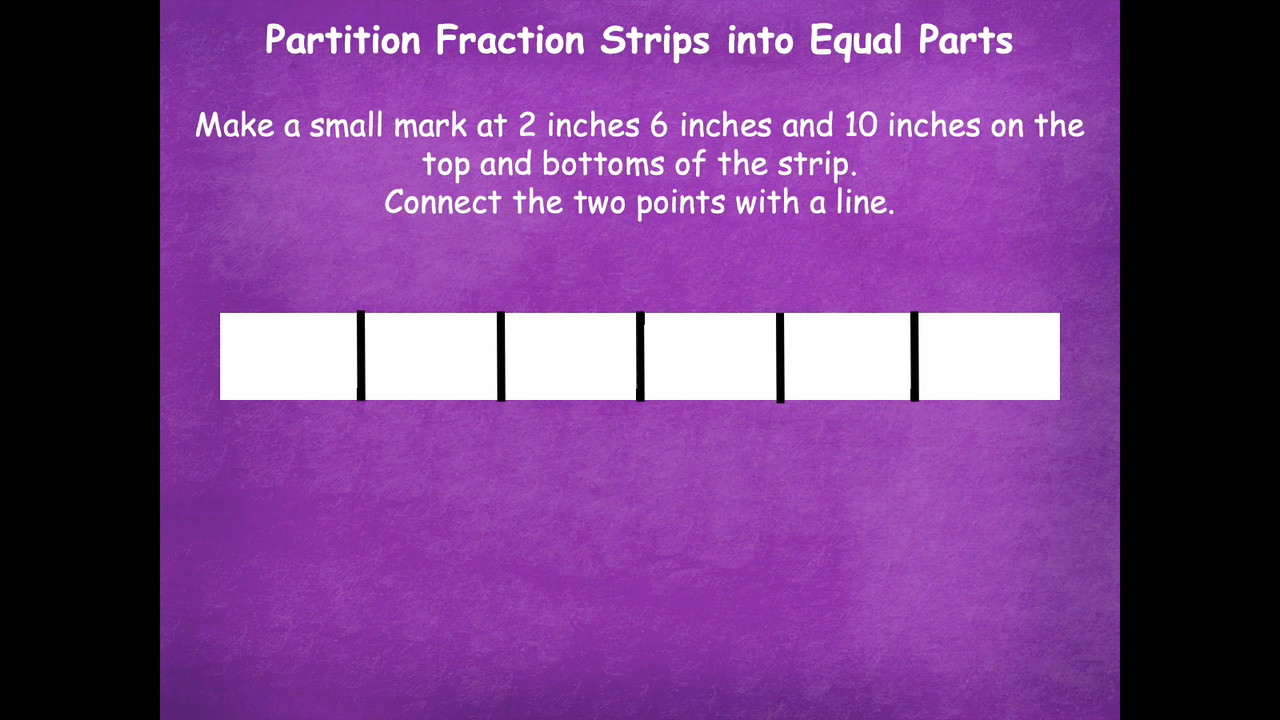 Partition Fraction Strips into Equal Parts
Make a small mark at 2 inches 6 inches and 10 inches on the
top and bottoms of the strip.
Connect the two points with a line.